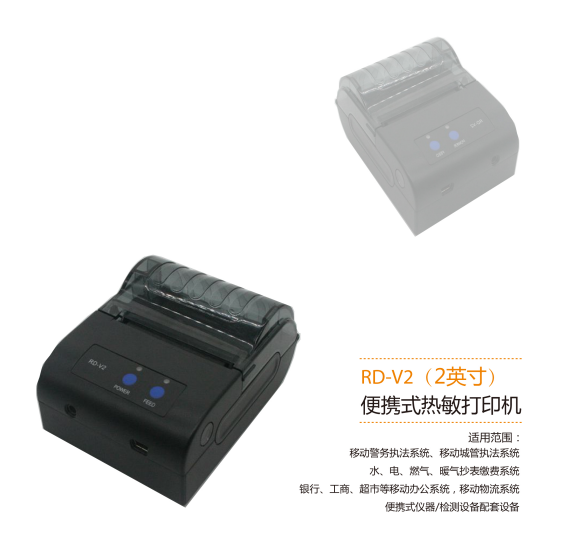 RD-V2
POWER
FEED
RD-V2（2英寸）
便携式热敏打印机
适用范围：
移动警务执法系统、移动城管执法系统
水、电、燃气、暖气抄表缴费系统
银行、工商、超市等移动办公系统，移动物流系统
便携式仪器/检测设备配套设备